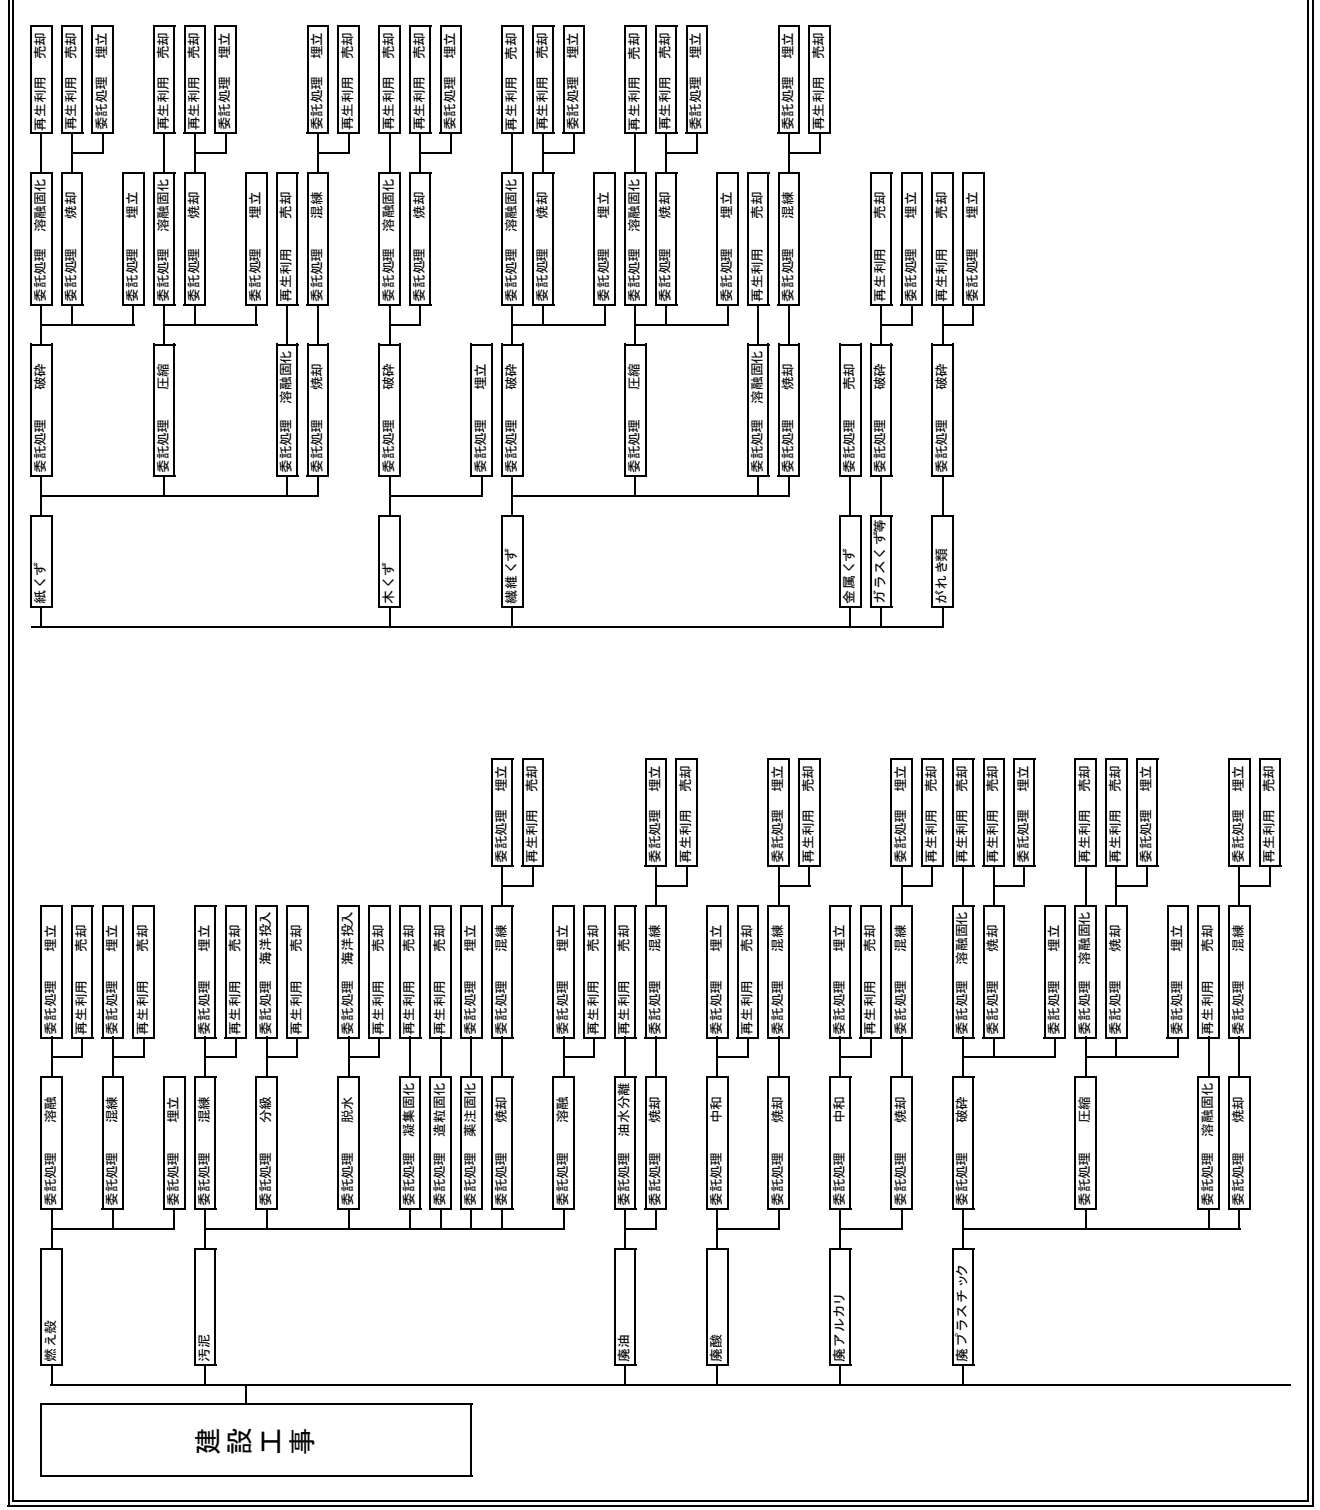 建設工事
燃え殻 委託処理 溶融 委託処理 埋立
再生利用 売却
委託処理 混練 委託処理 埋立
再生利用 売却
委託処理 埋立
汚泥 委託処理 混練 委託処理 埋立
再生利用 売却
委託処理 分級 委託処理 海洋投入
再生利用 売却
委託処理 脱水 委託処理 海洋投入
再生利用 売却
委託処理 凝集固化 再生利用 売却
委託処理 造粒固化 再生利用 売却
委託処理 薬注固化 委託処理 埋立
委託処理 焼却 委託処理 混練 委託処理 埋立
再生利用 売却
委託処理 溶融 委託処理 埋立
再生利用 売却
廃油 委託処理 油水分離 再生利用 売却
委託処理 焼却 委託処理 混練 委託処理 埋立
再生利用 売却
廃酸 委託処理 中和 委託処理 埋立
再生利用 売却
委託処理 焼却 委託処理 混練 委託処理 埋立
再生利用 売却
廃アルカリ 委託処理 中和 委託処理 埋立
再生利用 売却
委託処理 焼却 委託処理 混練 委託処理 埋立
再生利用 売却
廃プラスチック 委託処理 破砕 委託処理 溶融固化 再生利用 売却
委託処理 焼却 再生利用 売却
委託処理 埋立
委託処理 埋立
委託処理 圧縮 委託処理 溶融固化 再生利用 売却
委託処理 焼却 再生利用 売却
委託処理 埋立
委託処理 埋立
委託処理 溶融固化 再生利用 売却
委託処理 焼却 委託処理 混練 委託処理 埋立
再生利用 売却
紙くず 委託処理 破砕 委託処理 溶融固化 再生利用 売却
委託処理 焼却 再生利用 売却
委託処理 埋立
委託処理 埋立
委託処理 圧縮 委託処理 溶融固化 再生利用 売却
委託処理 焼却 再生利用 売却
委託処理 埋立
委託処理 埋立
委託処理 溶融固化 再生利用 売却
委託処理 焼却 委託処理 混練 委託処理 埋立
再生利用 売却
木くず 委託処理 破砕 委託処理 溶融固化 再生利用 売却
委託処理 焼却 再生利用 売却
委託処理 埋立
委託処理 埋立
繊維くず 委託処理 破砕 委託処理 溶融固化 再生利用 売却
委託処理 焼却 再生利用 売却
委託処理 埋立
委託処理 埋立
委託処理 圧縮 委託処理 溶融固化 再生利用 売却
委託処理 焼却 再生利用 売却
委託処理 埋立
委託処理 埋立
委託処理 溶融固化 再生利用 売却
委託処理 焼却 委託処理 混練 委託処理 埋立
再生利用 売却
金属くず 委託処理 売却
ガラスくず等 委託処理 破砕 再生利用 売却
委託処理 埋立
がれき類 委託処理 破砕 再生利用 売却
委託処理 埋立